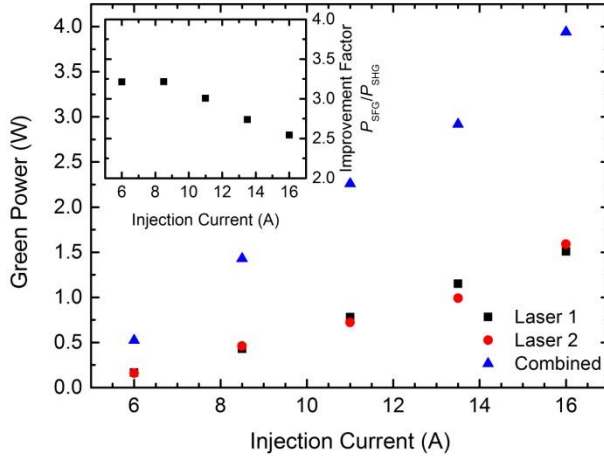 4.0
3.5
3.0
2.5
2.0
1.5
1.0
0.5
0.0
Green Power (W)
6 8 10 12 14 16
Injection Current (A)
4.0
3.5
3.0
2.5
2.0
Improvement Factor
P_SFG/P_SHG
6 8 10 12 14 16
Injection Current (A)
Laser 1
Laser 2
Combined